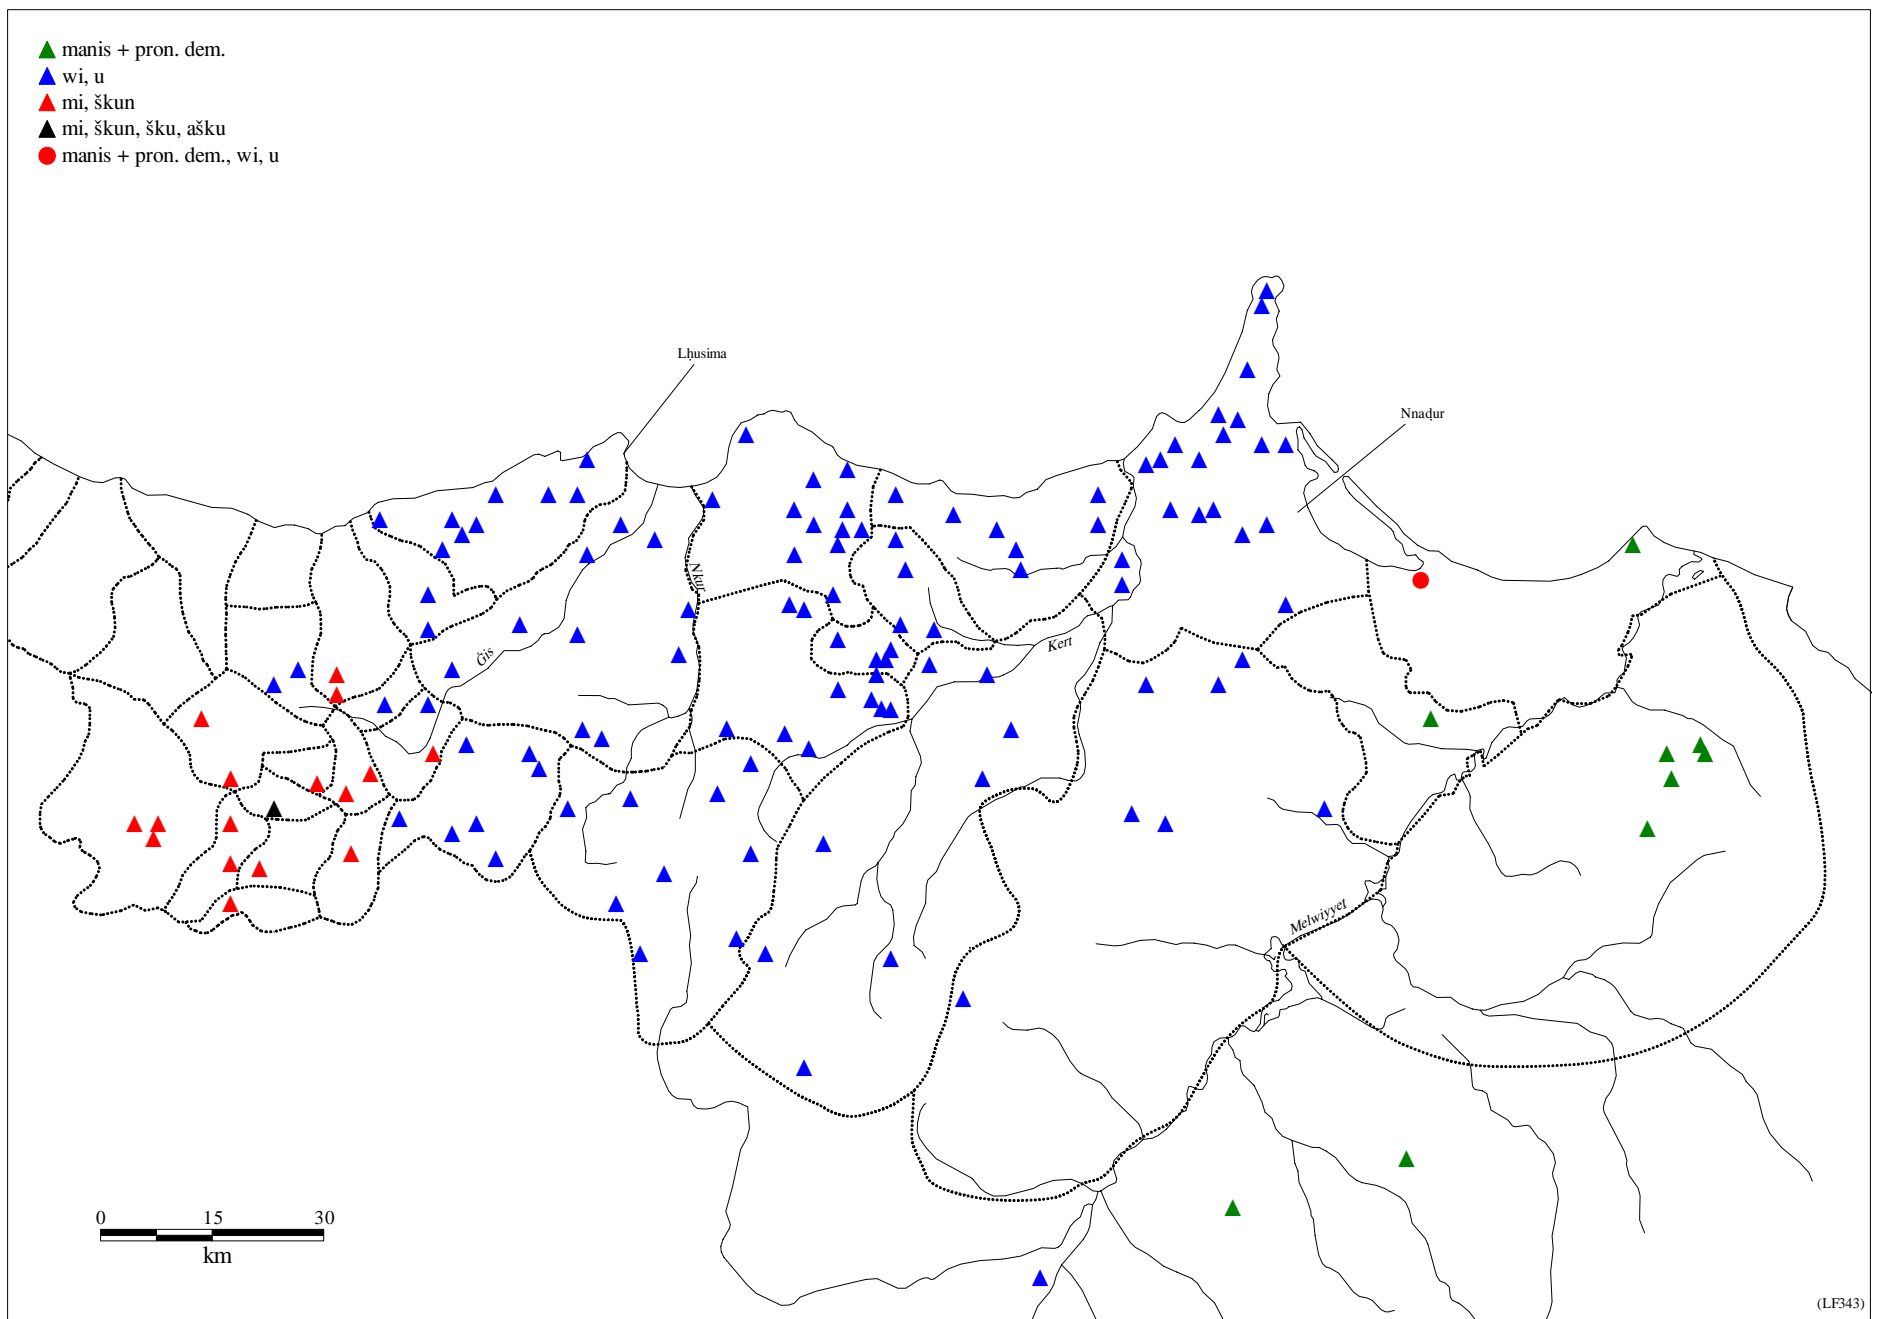 manis + pron. dem.
wi, u
mi, škun
mi, škun, šku, ašku
manis + pron. dem., wi, u
Lḥusima
Nnaḍur
Nkur
Ġis
Kert
Melwiyyet
0 15 30
km
(LF343)